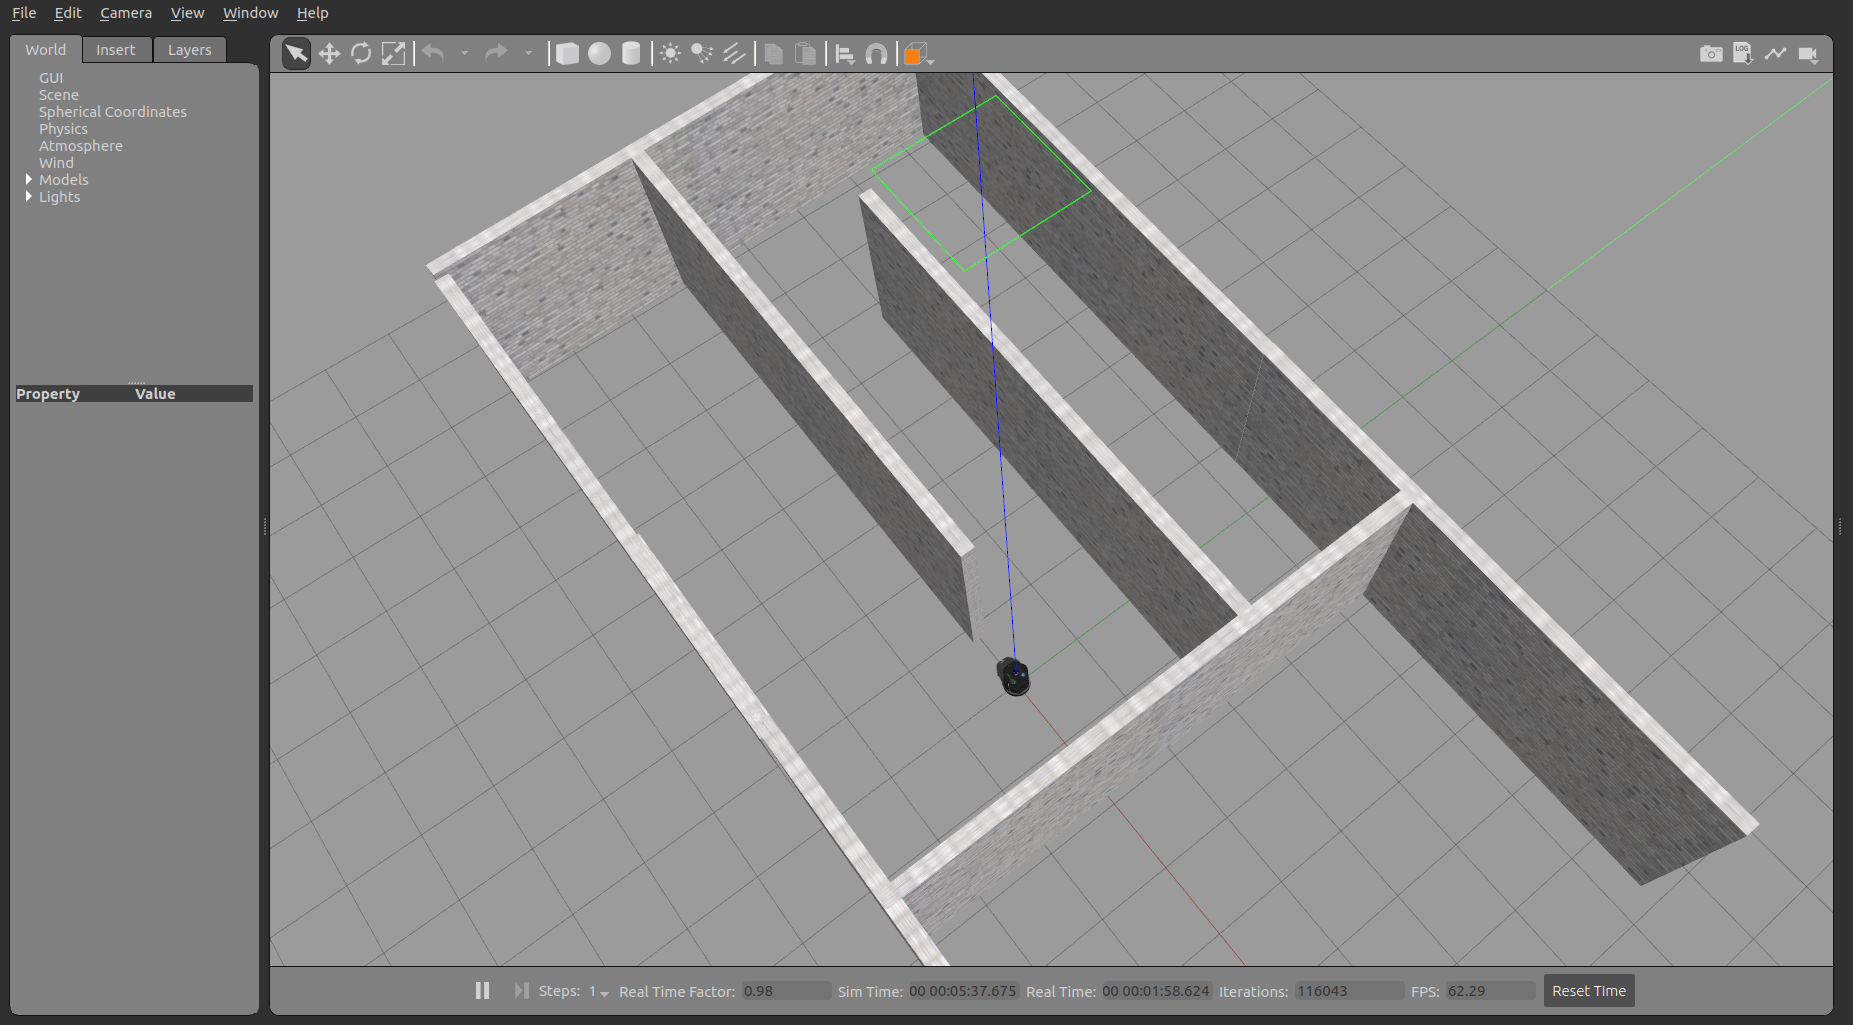 File Edit Camera View Window Help
World Insert Layers
GUI
Scene
Spherical Coordinates
Physics
Atmosphere
Wind
Models
Lights
Property Value
LOG
Steps: 1 Real Time Factor: 0.98 Sim Time: 00 00:05:37.675 Real Time: 00 00:01:58.624 Iterations: 116043 FPS: 62.29 Reset Time